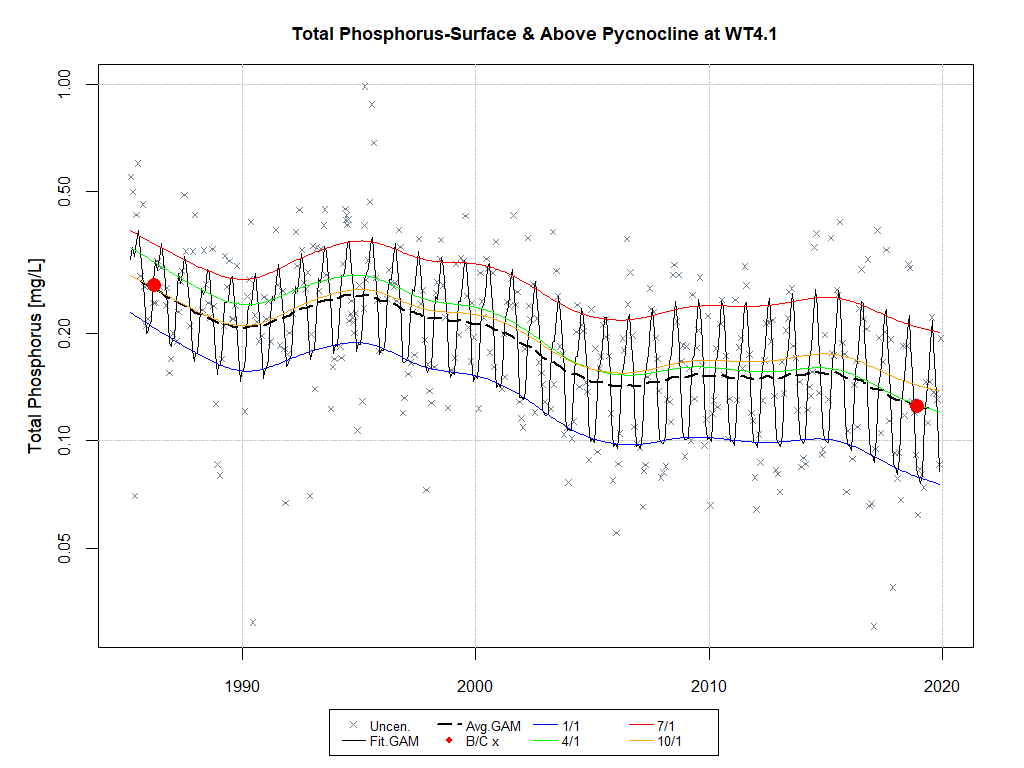 Total Phosphorus-Surface & Above Pycnocline at WT4.1
Total Phosphorus [mg/L]
1.00
0.50
0.20
0.10
0.05
1990 2000 2010 2020
Uncen. Avg.GAM 1/1 7/1
Fit.GAM B/C x 4/1 10/1